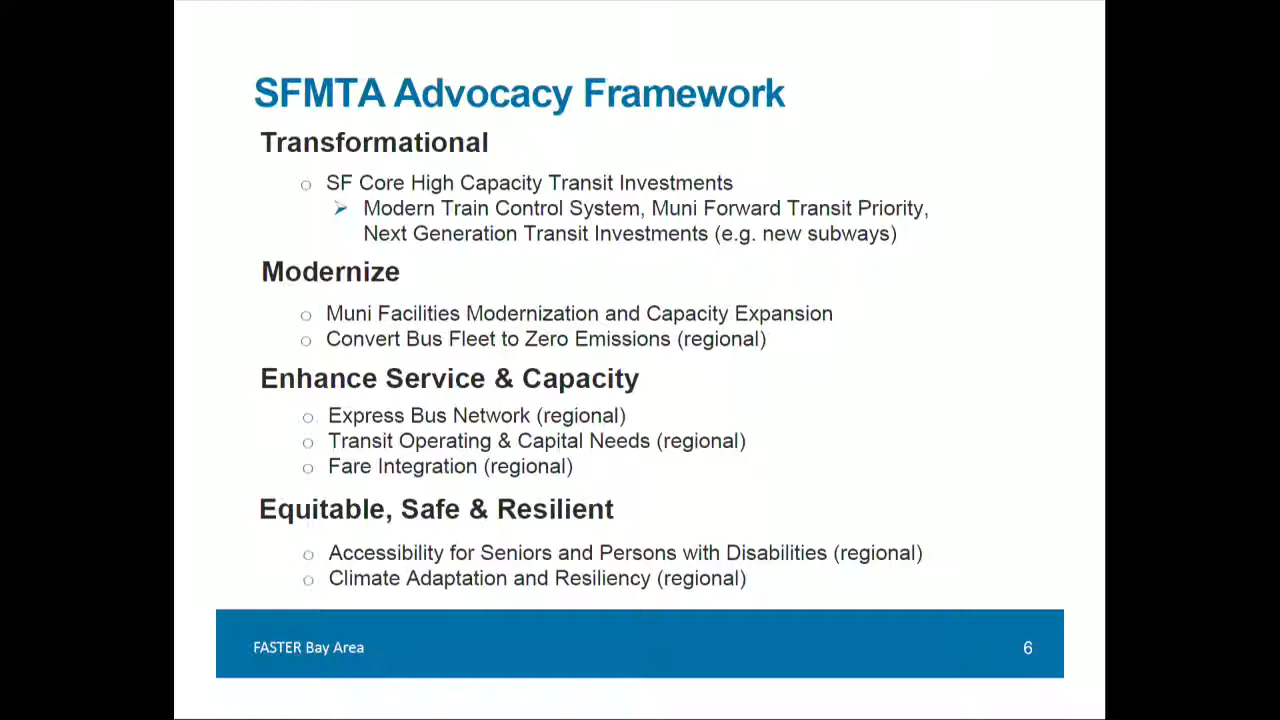 SFMTA Advocacy Framework
Transformational
SF Core High Capacity Transit Investments
Modern Train Control System, Muni Forward Transit Priority,
Next Generation Transit Investments (e.g. new subways)
Modernize
Muni Facilities Modernization and Capacity Expansion
Convert Bus Fleet to Zero Emissions (regional)
Enhance Service & Capacity
Express Bus Network (regional)
Transit Operating & Capital Needs (regional)
Fare Integration (regional)
Equitable, Safe & Resilient
Accessibility for Seniors and Persons with Disabilities (regional)
Climate Adaptation and Resiliency (regional)
FASTER Bay Area
6